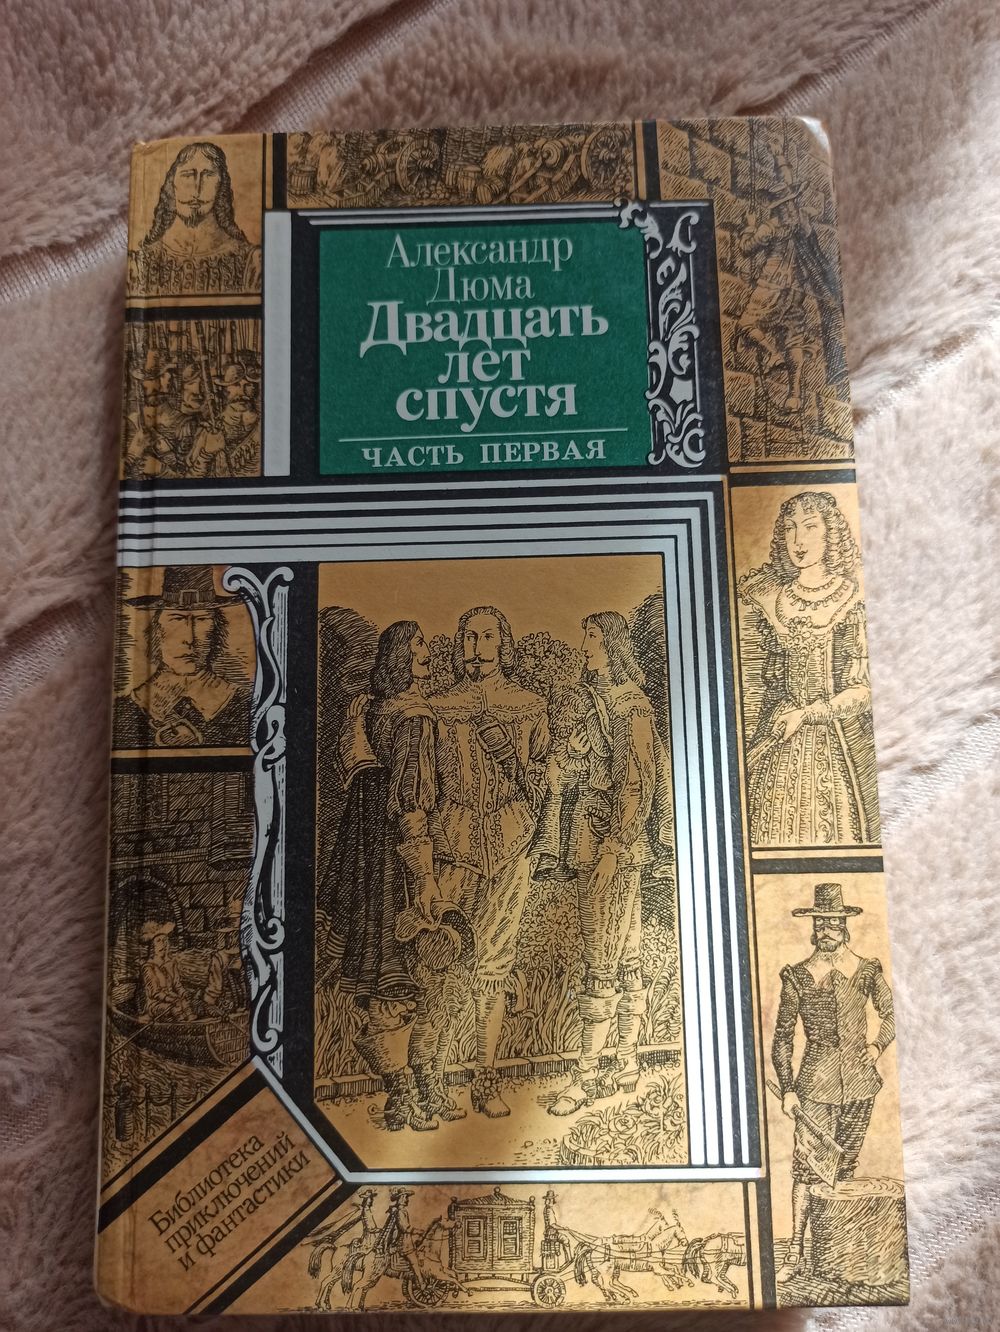 Александр
Дюма
Двадцать
лет
спустя
ЧАСТЬ ПЕРВАЯ
Библиотека
приключений
и фантастики